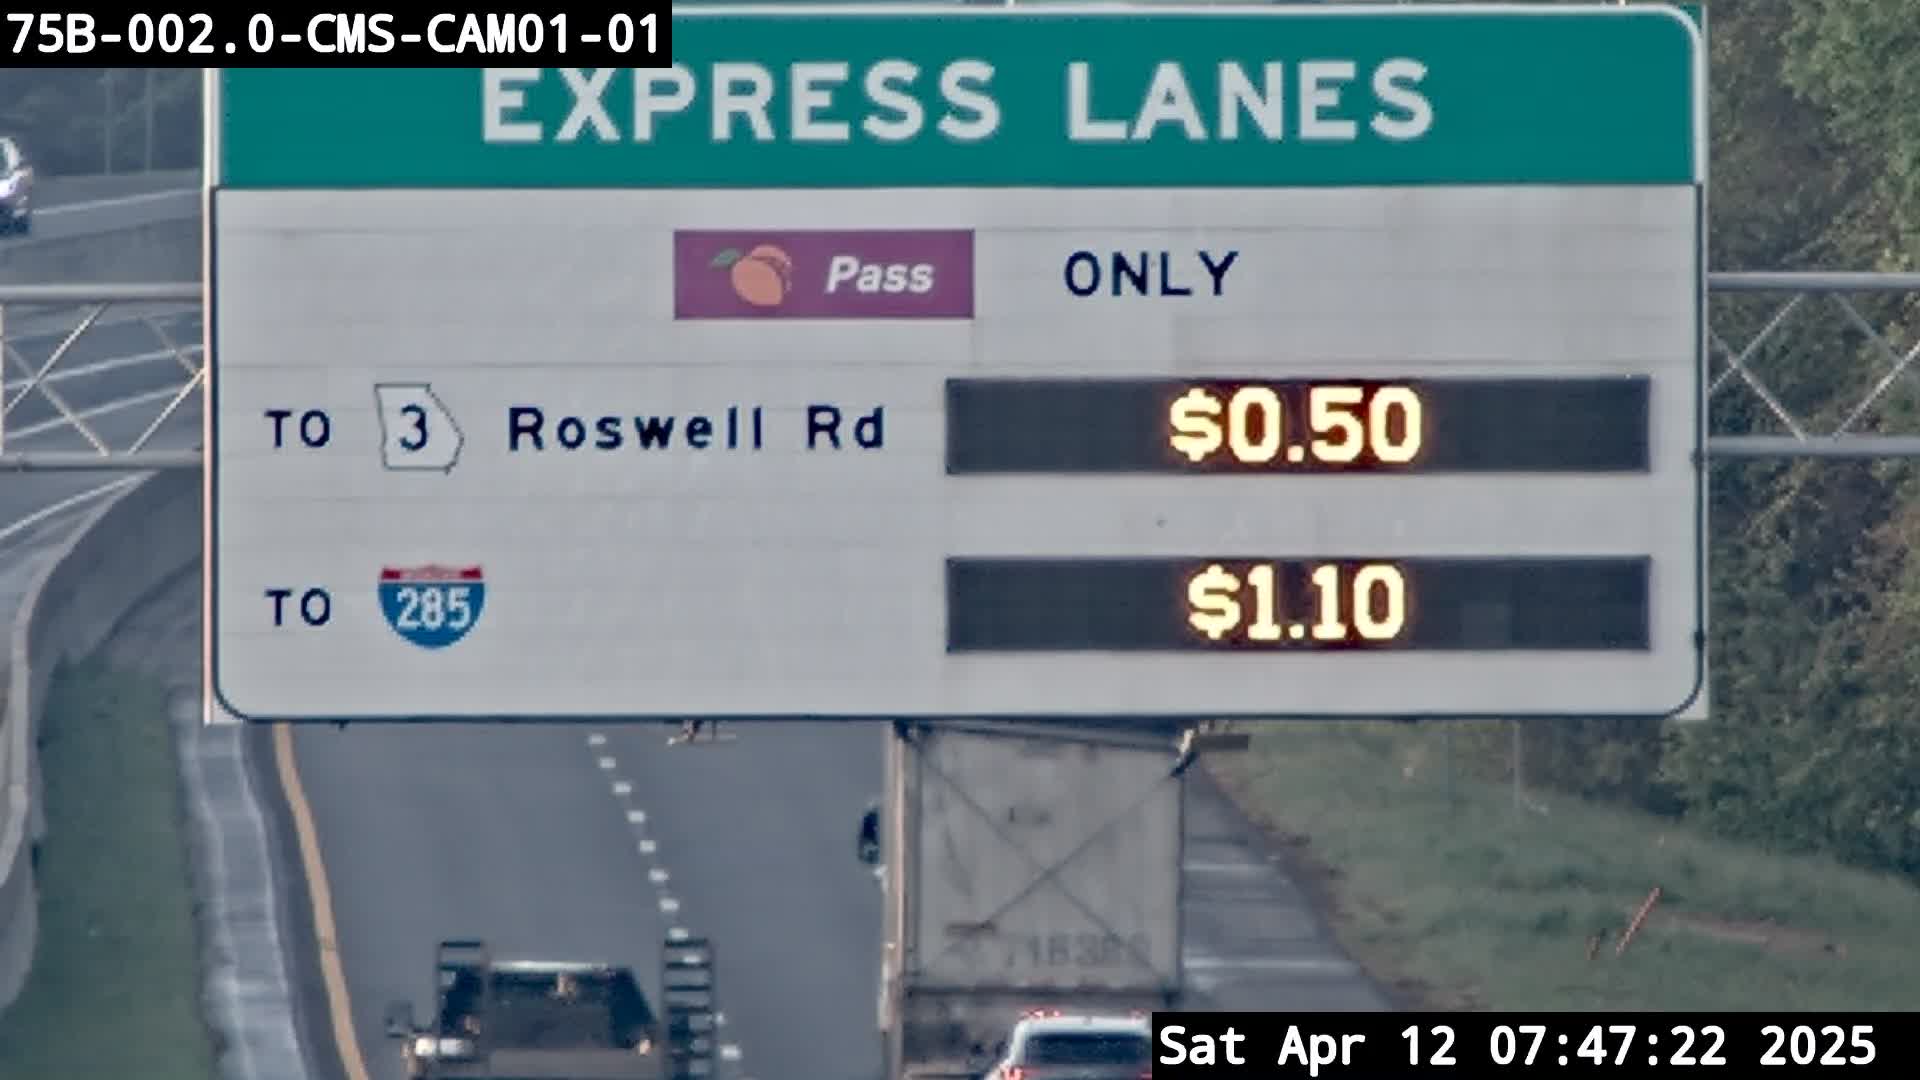 75B-002.0-CMS-CAM01-01
EXPRESS LANES
Pass ONLY
TO 3 Roswell Rd $0.50
TO 285 $1.10
Sat Apr 12 07:47:22 2025